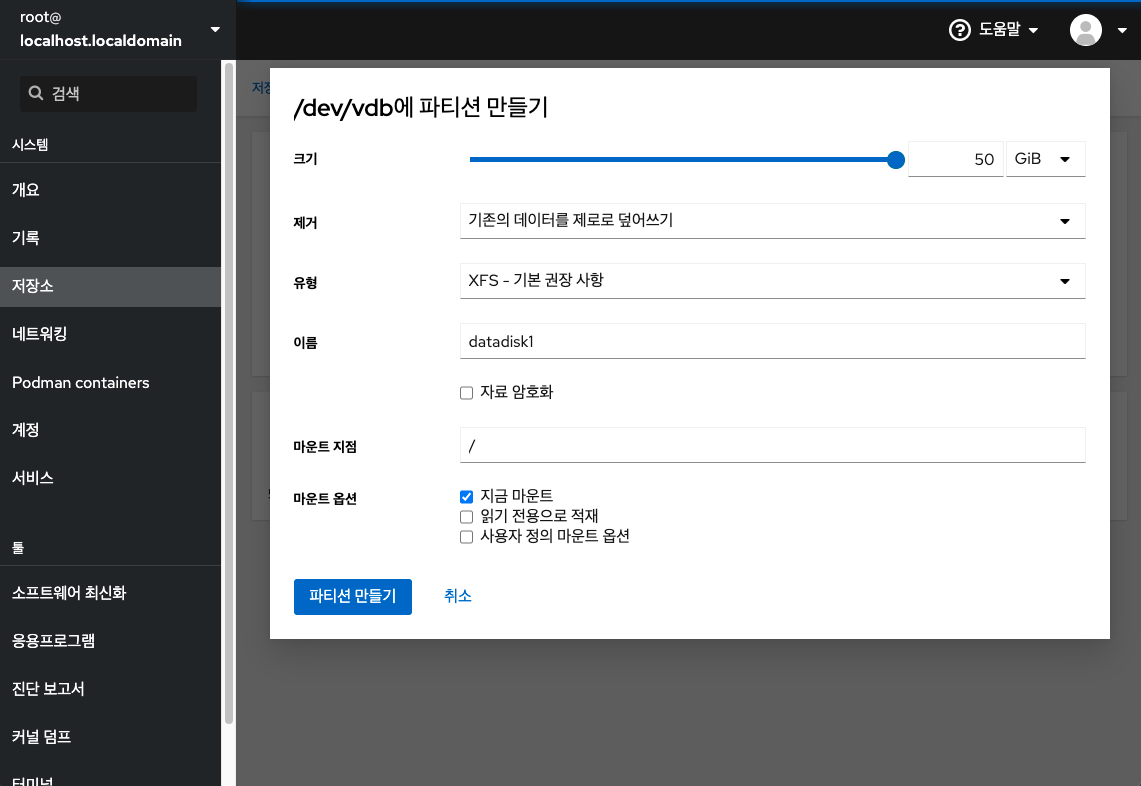 root@
localhost.localdomain
도움말
검색
시스템
개요
기록
저장소
네트워킹
Podman containers
계정
서비스
툴
소프트웨어 최신화
응용프로그램
진단 보고서
커널 덤프
터미널
/dev/vdb에 파티션 만들기
크기
50 GiB
제거
기존의 데이터를 제로로 덮어쓰기
유형
XFS - 기본 권장 사항
이름
datadisk1
자료 암호화
마운트 지점
/
마운트 옵션
지금 마운트
읽기 전용으로 적재
사용자 정의 마운트 옵션
파티션 만들기
취소